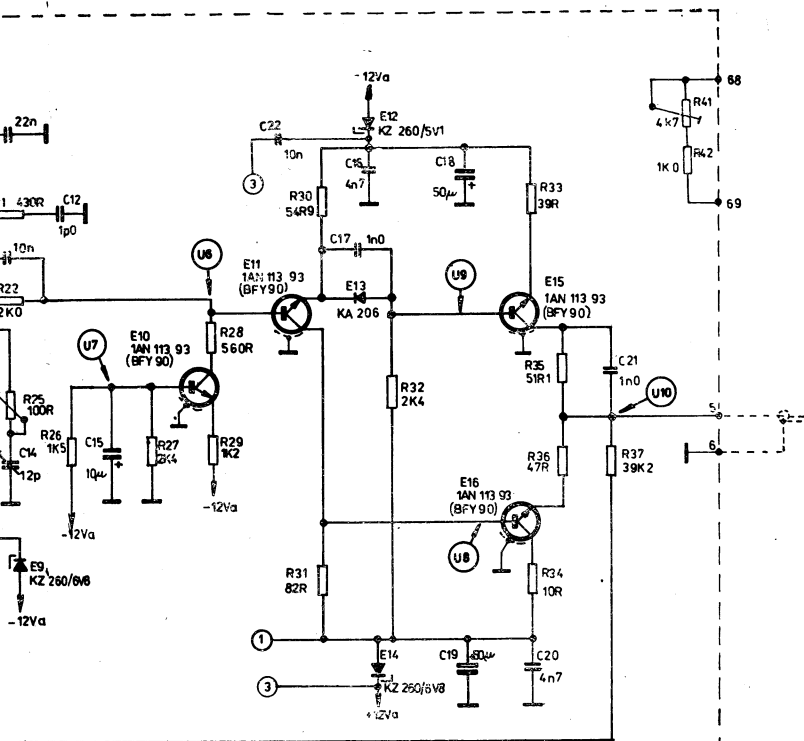 -12Va
E12
KZ 260/5V1
C22
10n
3
C16
4n7
C18
50µ
+
R30
54R9
R33
39R
68
R41
4k7
R42
1K0
69
22n
1 430R
C12
1p0
10n
R22
2K0
U6
E11
1AN 113 93
(BFY90)
C17 1n0
E13
KA 206
U9
E15
1AN 113 93
(BFY90)
U7
E10
1AN 113 93
(BFY90)
R28
560R
R35
51R1
C21
1n0
U10
5
6
R32
2K4
R25
100R
C14
12p
R26
1K5
C15
10µ
+
R27
R29
1K2
-12Va
-12Va
R36
47R
R37
39K2
E16
1AN 113 93
(BFY90)
U8
E9
KZ 260/6V8
-12Va
R31
82R
R34
10R
1
E14
KZ 260/6V8
3
12Va
C19
+
C20
4n7